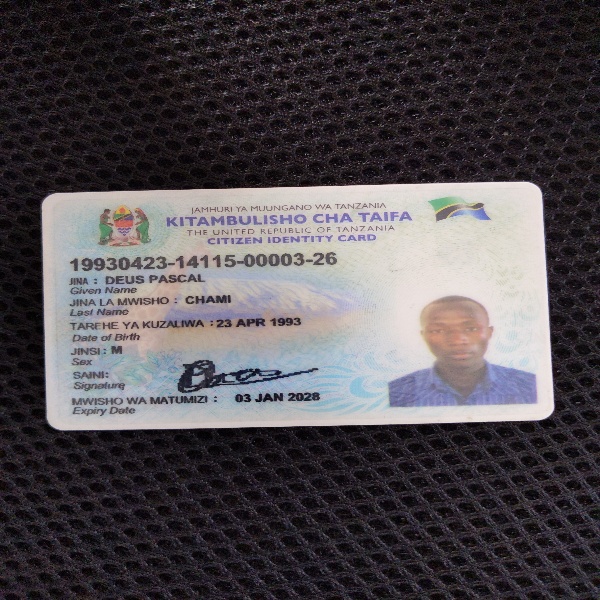 JAMHURI YA MUUNGANO WA TANZANIA
KITAMBULISHO CHA TAIFA
THE UNITED REPUBLIC OF TANZANIA
CITIZEN IDENTITY CARD
19930423-14115-00003-26
JINA : DEUS PASCAL
Given Name
JINA LA MWISHO : CHAMI
Last Name
TAREHE YA KUZALIWA : 23 APR 1993
Date of Birth
JINSI : M
Sex
SAINI:
Signature
MWISHO WA MATUMIZI : 03 JAN 2028
Expiry Date